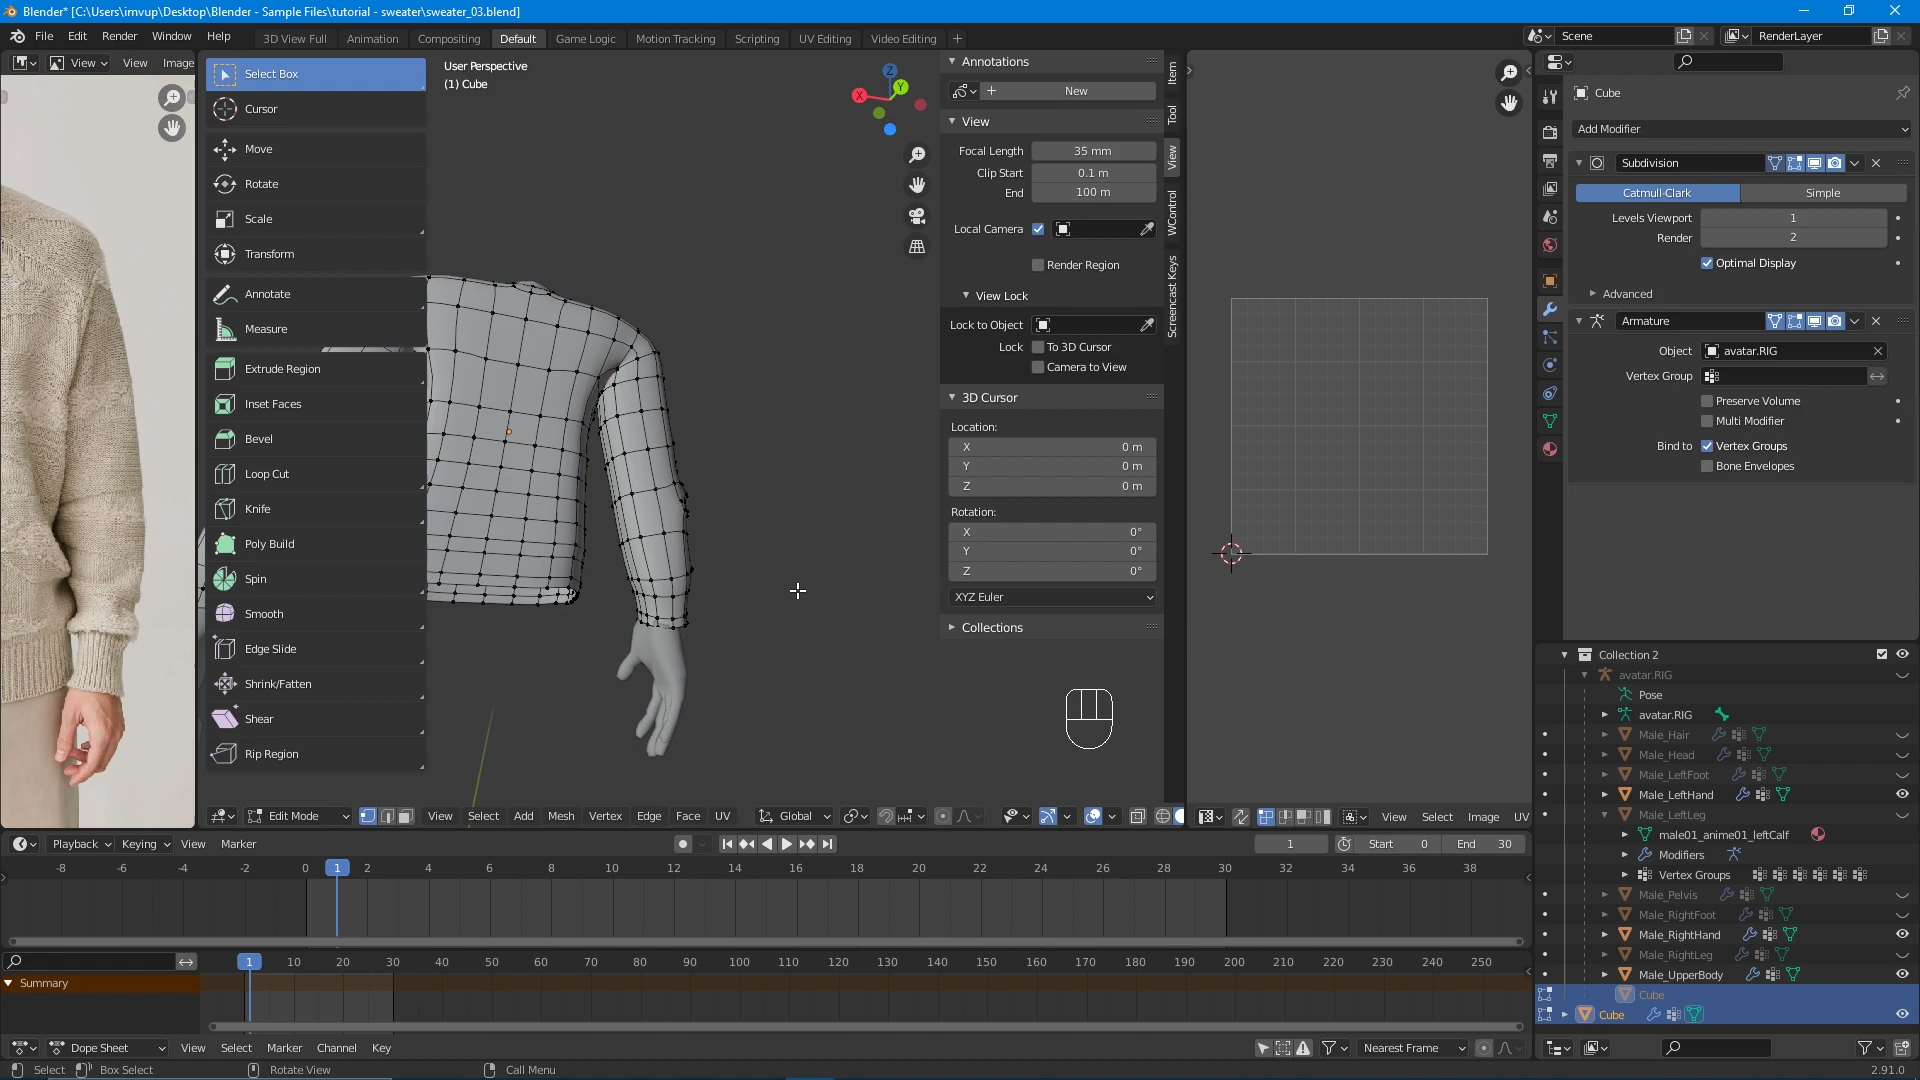 Blender* [C:\Users\imvup\Desktop\Blender - Sample Files\tutorial - sweater\sweater_03.blend]
File Edit Render Window Help 3D View Full Animation Compositing Default Game Logic Motion Tracking Scripting UV Editing Video Editing + Scene RenderLayer
View View Image
Select Box
Cursor
Move
Rotate
Scale
Transform
Annotate
Measure
Extrude Region
Inset Faces
Bevel
Loop Cut
Knife
Poly Build
Spin
Smooth
Edge Slide
Shrink/Fatten
Shear
Rip Region
User Perspective
(1) Cube
X Y Z
Annotations
+ New
View
Focal Length 35 mm
Clip Start 0.1 m
End 100 m
Local Camera
Render Region
View Lock
Lock to Object
Lock To 3D Cursor
Camera to View
3D Cursor
Location:
X 0 m
Y 0 m
Z 0 m
Rotation:
X 0°
Y 0°
Z 0°
XYZ Euler
Collections
Item
Tool
View
WControl
Screencast Keys
Cube
Add Modifier
Subdivision
Catmull-Clark Simple
Levels Viewport 1
Render 2
Optimal Display
Advanced
Armature
Object avatar.RIG
Vertex Group
Preserve Volume
Multi Modifier
Bind to Vertex Groups
Bone Envelopes
Collection 2
avatar.RIG
Pose
avatar.RIG
Male_Hair
Male_Head
Male_LeftFoot
Male_LeftHand
Male_LeftLeg
male01_anime01_leftCalf
Modifiers
Vertex Groups
Male_Pelvis
Male_RightFoot
Male_RightHand
Male_RightLeg
Male_UpperBody
Cube
Cube
Edit Mode View Select Add Mesh Vertex Edge Face UV Global
View Select Image UV
Playback Keying View Marker 1 Start 0 End 30
-8 -6 -4 -2 0 1 2 4 6 8 10 12 14 16 18 20 22 24 26 28 30 32 34 36 38
1 10 20 30 40 50 60 70 80 90 100 110 120 130 140 150 160 170 180 190 200 210 220 230 240 250
Summary
Dope Sheet View Select Marker Channel Key Nearest Frame
Select Box Select Rotate View Call Menu 2.91.0